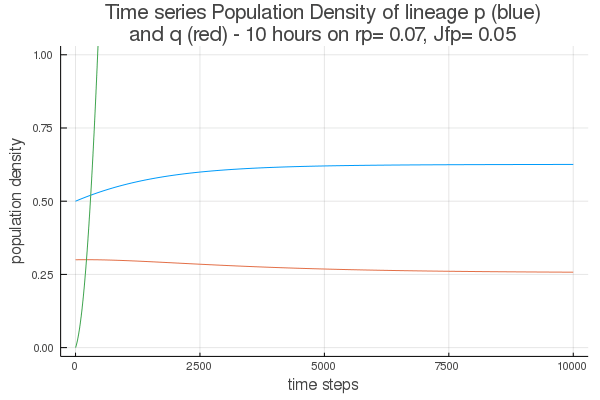 Time series Population Density of lineage p (blue)
and q (red) - 10 hours on rp= 0.07, Jfp= 0.05
1.00
0.75
0.50
0.25
0.00
population density
0
2500
5000
7500
10000
time steps